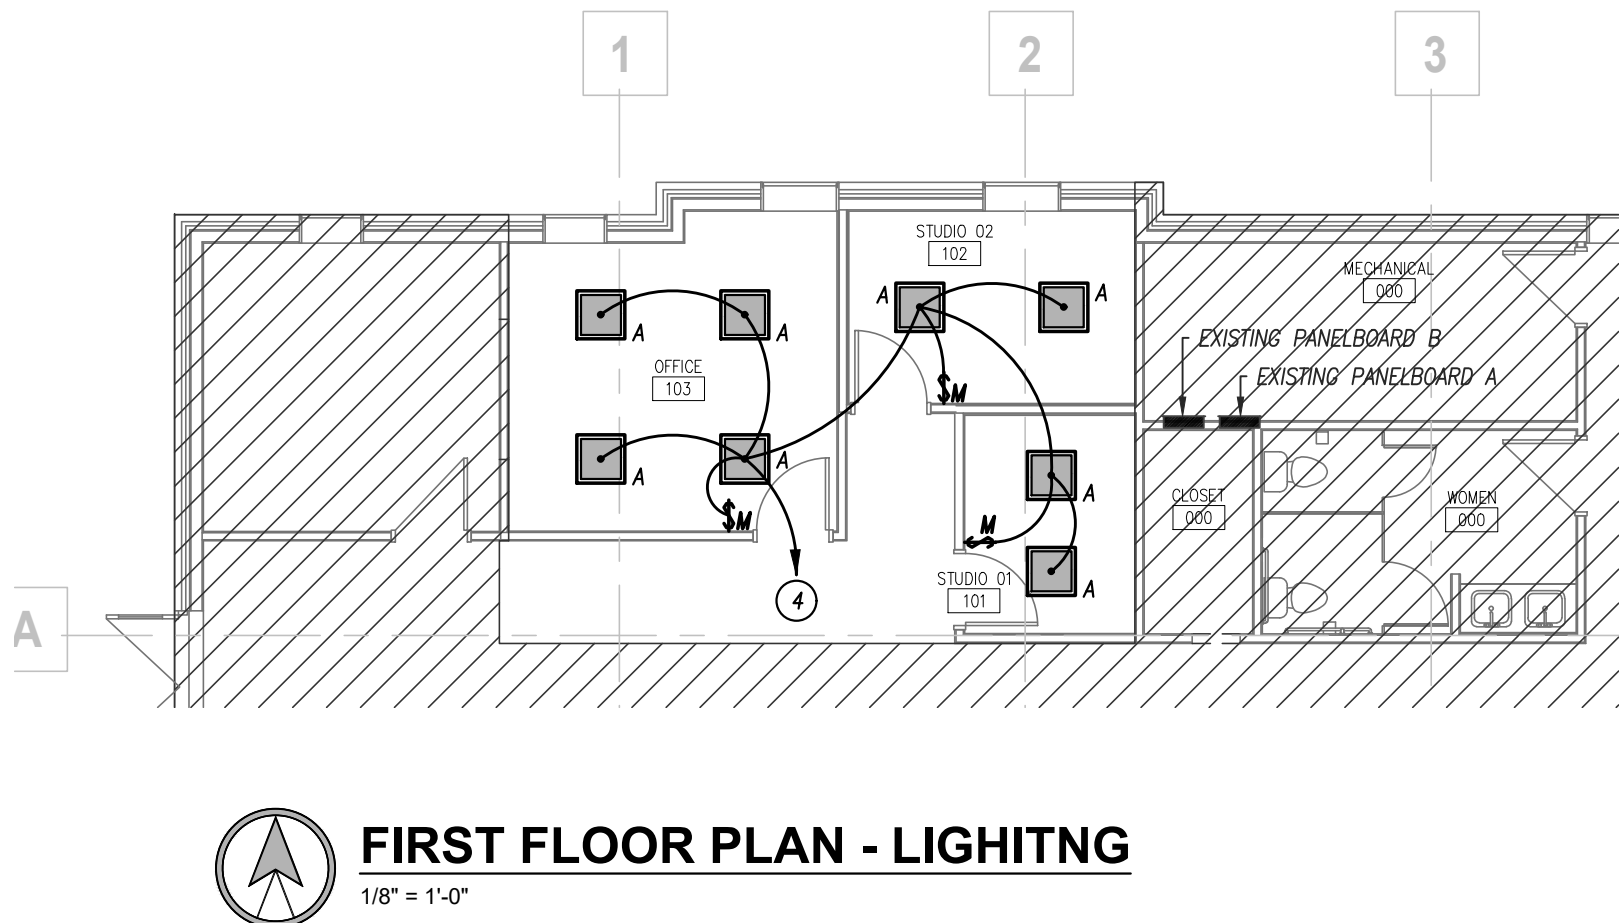 1
2
3
STUDIO 02
102
MECHANICAL
000
A
A
A
A
EXISTING PANELBOARD B
OFFICE
103
EXISTING PANELBOARD A
$M
A
A
A
CLOSET
000
WOMEN
000
$M
M
STUDIO 01
101
A
4
A
FIRST FLOOR PLAN - LIGHITNG
1/8" = 1'-0"